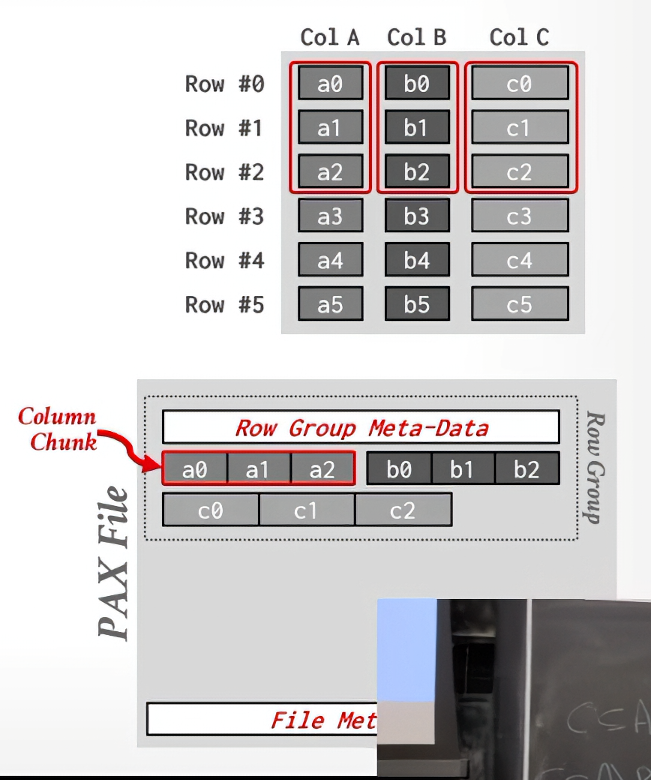 Col A Col B Col C
Row #0 a0 b0 c0
Row #1 a1 b1 c1
Row #2 a2 b2 c2
Row #3 a3 b3 c3
Row #4 a4 b4 c4
Row #5 a5 b5 c5
Column
Chunk
PAX File
Row Group Meta-Data
Row Group
a0 a1 a2 b0 b1 b2
c0 c1 c2
File Met